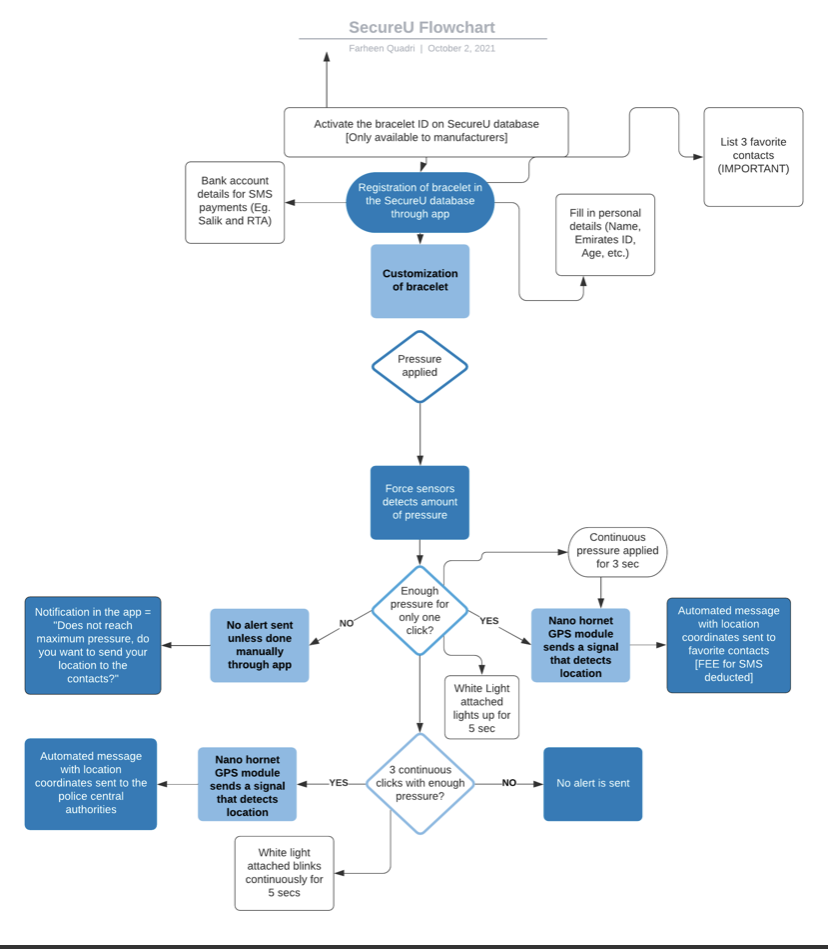 SecureU Flowchart
Farheen Quadri | October 2, 2021
Activate the bracelet ID on SecureU database
[Only available to manufacturers]
List 3 favorite
contacts
(IMPORTANT)
Bank account
details for SMS
payments (Eg.
Salik and RTA)
Registration of bracelet in
the SecureU database
through app
Fill in personal
details (Name,
Emirates ID,
Age, etc.)
Customization
of bracelet
Pressure
applied
Force sensors
detects amount
of pressure
Continuous
pressure applied
for 3 sec
Enough
pressure for
only one
click?
NO
YES
Notification in the app =
"Does not reach
maximum pressure, do
you want to send your
location to the
contacts?"
No alert sent
unless done
manually
through app
Nano hornet
GPS module
sends a signal
that detects
location
Automated message
with location
coordinates sent to
favorite contacts
[FEE for SMS
deducted]
White Light
attached
lights up for
5 sec
Automated message
with location
coordinates sent to the
police central
authorities
Nano hornet
GPS module
sends a signal
that detects
location
YES
3 continuous
clicks with enough
pressure?
NO
No alert is sent
White light
attached blinks
continuously for
5 secs